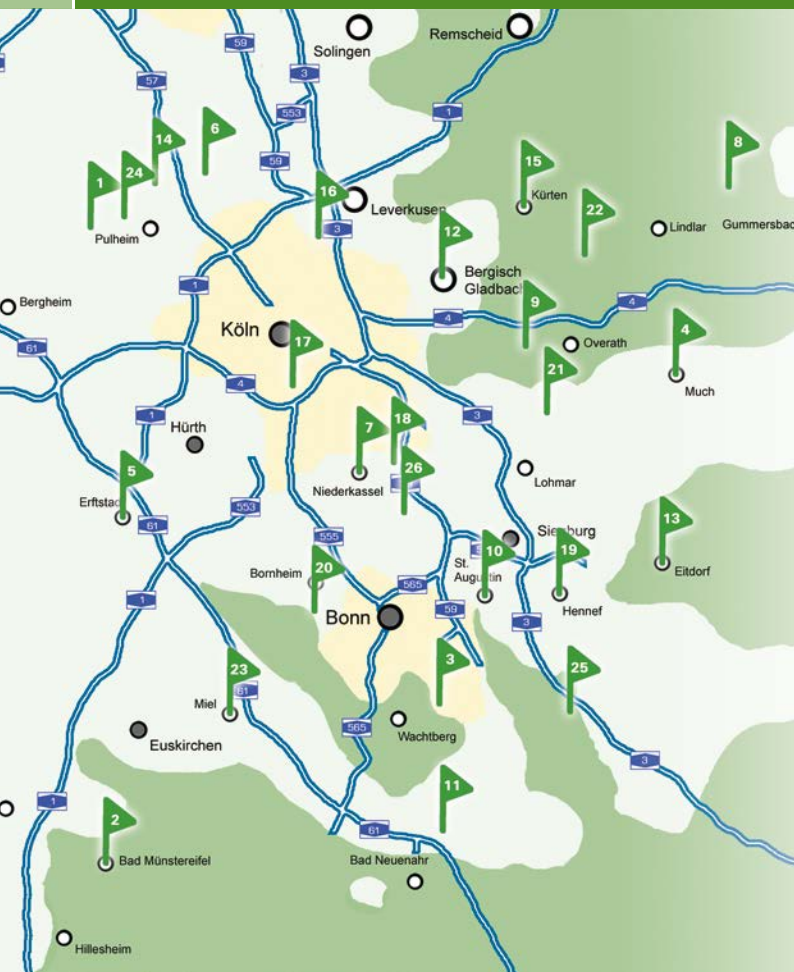 Solingen
Remscheid
59
3
57
553
1
59
6
14
24
1
16
15
8
22
12
Kürten
Leverkusen
3
Pulheim
Lindlar
Gummersbac
Bergisch
Gladbach
1
9
4
4
Bergheim
Köln
17
4
Overath
61
21
4
Much
1
3
Hürth
7
18
Niederkassel
26
Lohmar
5
Erftstad
553
61
555
13
Siegburg
10
19
St.
Augustin
Eitdorf
20
Bornheim
565
1
59
Hennef
Bonn
3
3
23
61
Miel
25
Euskirchen
565
Wachtberg
3
1
11
2
61
Bad Münstereifel
Bad Neuenahr
Hillesheim